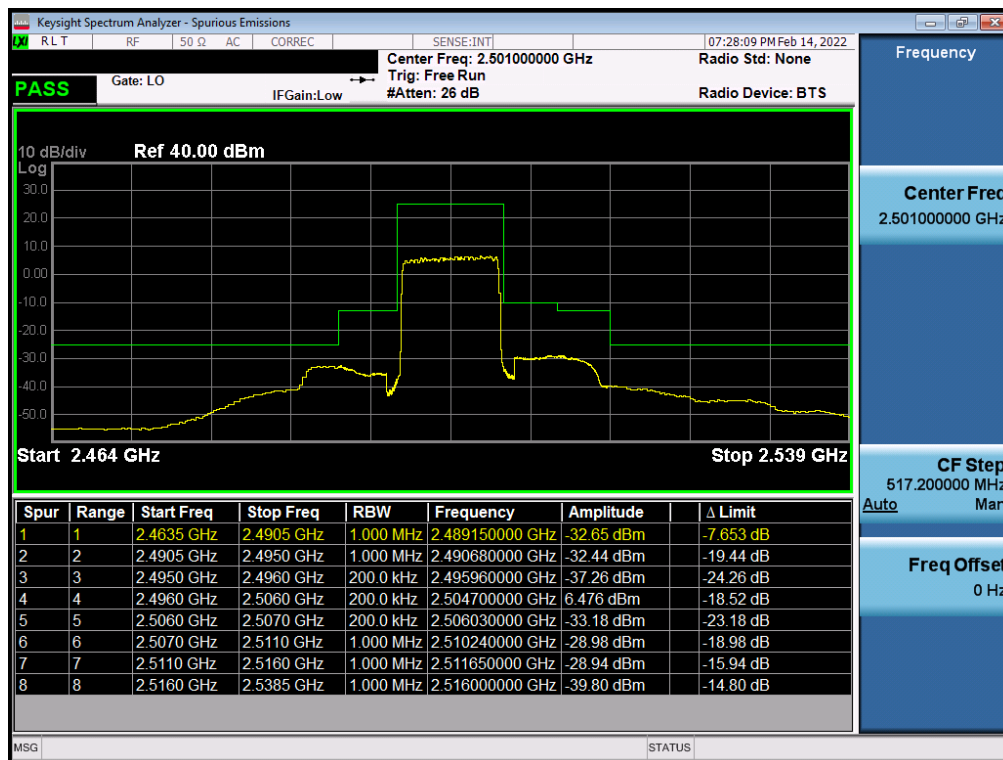 Keysight Spectrum Analyzer - Spurious Emissions
LXI RLT RF 50 Ω AC CORREC SENSE:INT 07:28:09 PM Feb 14, 2022
Center Freq: 2.501000000 GHz Radio Std: None
Gate: LO Trig: Free Run
PASS IFGain:Low #Atten: 26 dB Radio Device: BTS
10 dB/div Ref 40.00 dBm
Log
30.0
20.0
10.0
0.00
-10.0
-20.0
-30.0
-40.0
-50.0
Start 2.464 GHz Stop 2.539 GHz
Spur Range Start Freq Stop Freq RBW Frequency Amplitude Δ Limit
1 1 2.4635 GHz 2.4905 GHz 1.000 MHz 2.489150000 GHz -32.65 dBm -7.653 dB
2 2 2.4905 GHz 2.4950 GHz 1.000 MHz 2.490680000 GHz -32.44 dBm -19.44 dB
3 3 2.4950 GHz 2.4960 GHz 200.0 kHz 2.495960000 GHz -37.26 dBm -24.26 dB
4 4 2.4960 GHz 2.5060 GHz 200.0 kHz 2.504700000 GHz 6.476 dBm -18.52 dB
5 5 2.5060 GHz 2.5070 GHz 200.0 kHz 2.506030000 GHz -33.18 dBm -23.18 dB
6 6 2.5070 GHz 2.5110 GHz 1.000 MHz 2.510240000 GHz -28.98 dBm -18.98 dB
7 7 2.5110 GHz 2.5160 GHz 1.000 MHz 2.511650000 GHz -28.94 dBm -15.94 dB
8 8 2.5160 GHz 2.5385 GHz 1.000 MHz 2.516000000 GHz -39.80 dBm -14.80 dB
MSG STATUS
Frequency
Center Freq
2.501000000 GHz
CF Step
517.200000 MHz
Auto Man
Freq Offset
0 Hz